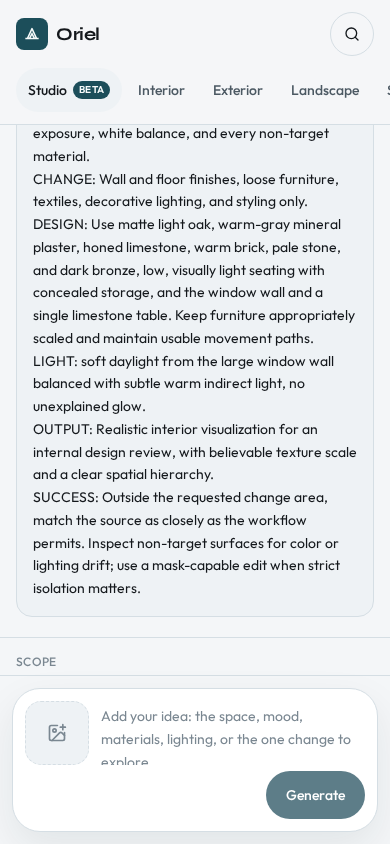 Oriel
Studio BETA Interior Exterior Landscape
exposure, white balance, and every non-target
material.
CHANGE: Wall and floor finishes, loose furniture,
textiles, decorative lighting, and styling only.
DESIGN: Use matte light oak, warm-gray mineral
plaster, honed limestone, warm brick, pale stone,
and dark bronze, low, visually light seating with
concealed storage, and the window wall and a
single limestone table. Keep furniture appropriately
scaled and maintain usable movement paths.
LIGHT: soft daylight from the large window wall
balanced with subtle warm indirect light, no
unexplained glow.
OUTPUT: Realistic interior visualization for an
internal design review, with believable texture scale
and a clear spatial hierarchy.
SUCCESS: Outside the requested change area,
match the source as closely as the workflow
permits. Inspect non-target surfaces for color or
lighting drift; use a mask-capable edit when strict
isolation matters.
SCOPE
Add your idea: the space, mood,
materials, lighting, or the one change to
explore
Generate